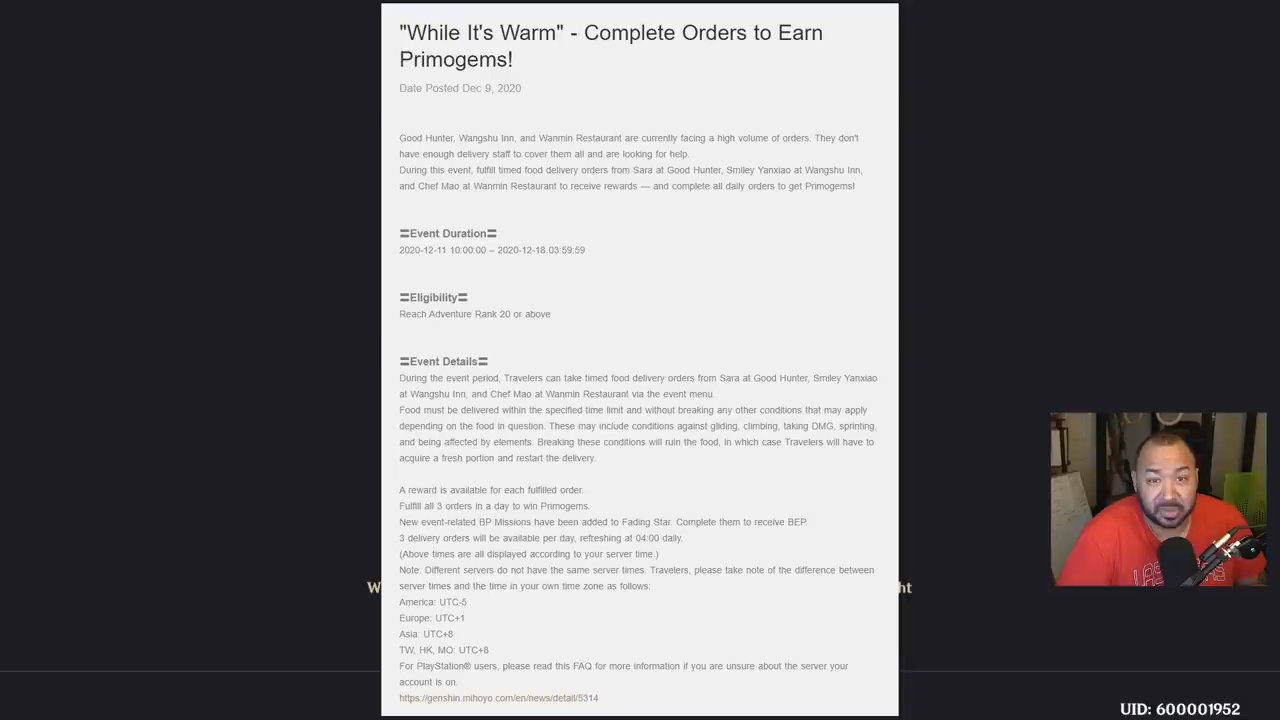 "While It's Warm" - Complete Orders to Earn
Primogems!
Date Posted Dec 9, 2020
Good Hunter, Wangshu Inn, and Wanmin Restaurant are currently facing a high volume of orders. They don't
have enough delivery staff to cover them all and are looking for help.
During this event, fulfill timed food delivery orders from Sara at Good Hunter, Smiley Yanxiao at Wangshu Inn,
and Chef Mao at Wanmin Restaurant to receive rewards — and complete all daily orders to get Primogems!
〓Event Duration〓
2020-12-11 10:00:00 – 2020-12-18 03:59:59
〓Eligibility〓
Reach Adventure Rank 20 or above
〓Event Details〓
During the event period, Travelers can take timed food delivery orders from Sara at Good Hunter, Smiley Yanxiao
at Wangshu Inn, and Chef Mao at Wanmin Restaurant via the event menu.
Food must be delivered within the specified time limit and without breaking any other conditions that may apply
depending on the food in question. These may include conditions against gliding, climbing, taking DMG, sprinting,
and being affected by elements. Breaking these conditions will ruin the food, in which case Travelers will have to
acquire a fresh portion and restart the delivery.
A reward is available for each fulfilled order.
Fulfill all 3 orders in a day to win Primogems.
New event-related BP Missions have been added to Fading Star. Complete them to receive BEP.
3 delivery orders will be available per day, refreshing at 04:00 daily.
(Above times are all displayed according to your server time.)
Note: Different servers do not have the same server times. Travelers, please take note of the difference between
server times and the time in your own time zone as follows:
America: UTC-5
Europe: UTC+1
Asia: UTC+8
TW, HK, MO: UTC+8
For PlayStation® users, please read this FAQ for more information if you are unsure about the server your
account is on.
https://genshin.mihoyo.com/en/news/detail/5314
W
ht
UID: 600001952